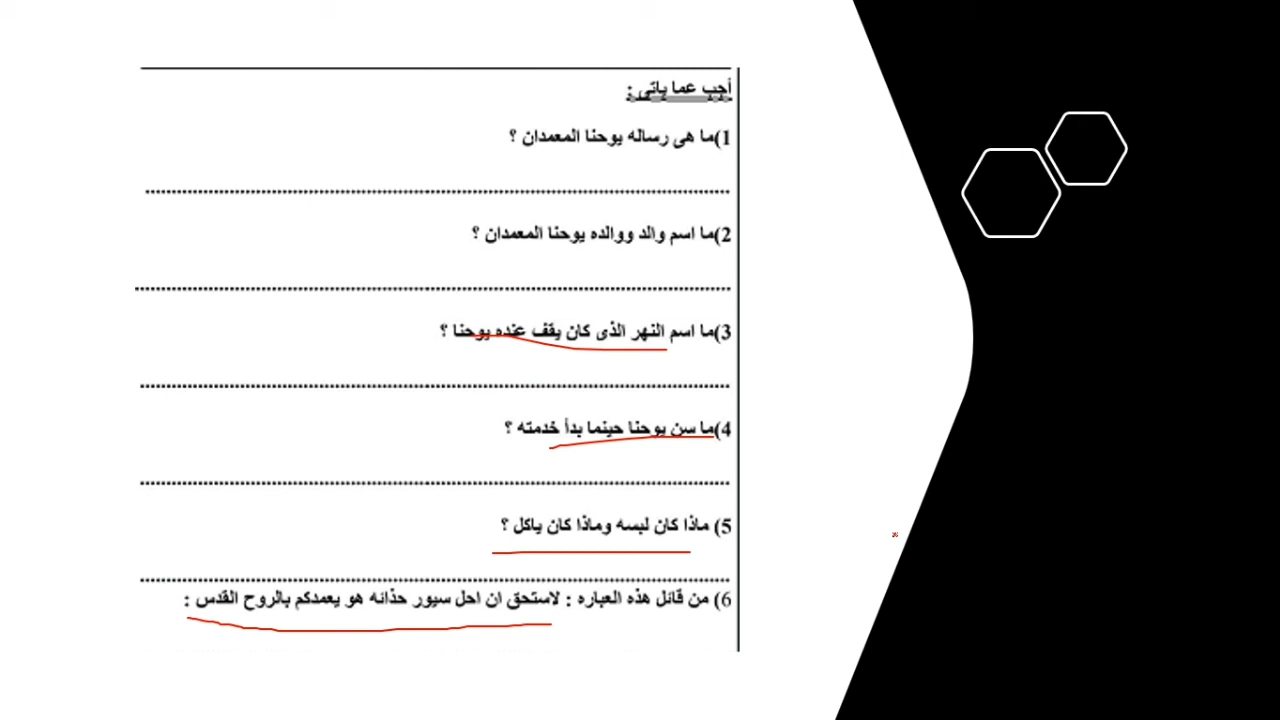 أجب عما يأتى :
1)ما هى رساله يوحنا المعمدان ؟
2)ما اسم والد ووالده يوحنا المعمدان ؟
3)ما اسم النهر الذى كان يقف عنده يوحنا ؟
4)ما سن يوحنا حينما بدأ خدمته ؟
5) ماذا كان لبسه وماذا كان ياكل ؟
6) من قائل هذه العباره : لاستحق ان احل سيور حذائه هو يعمدكم بالروح القدس :